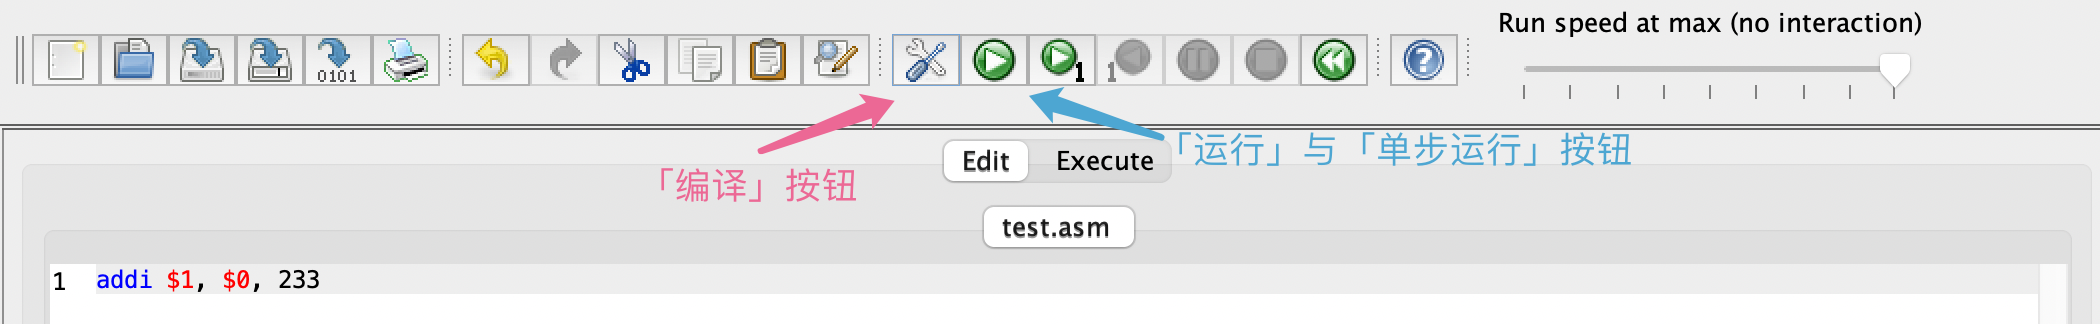 Run speed at max (no interaction)
0101
1
1
「编译」按钮
「运行」与「单步运行」按钮
Edit
Execute
test.asm
1 addi $1, $0, 233